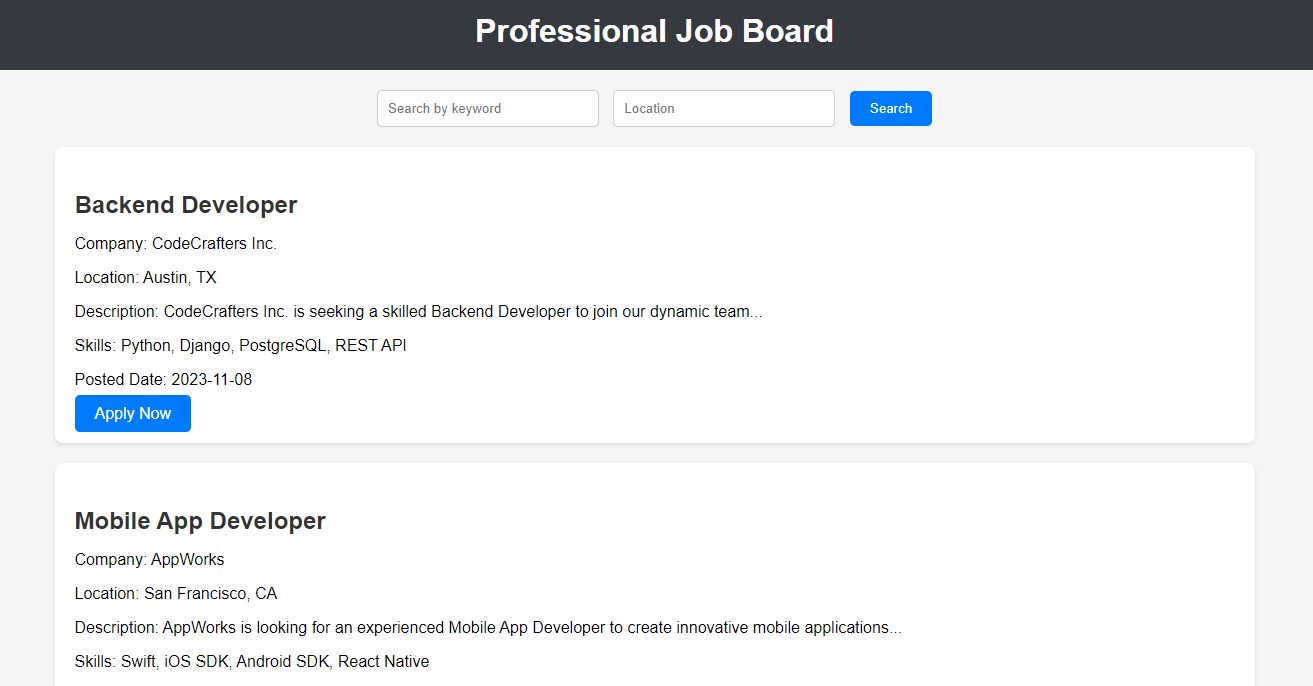 Professional Job Board
Search by keyword Location Search
Backend Developer
Company: CodeCrafters Inc.
Location: Austin, TX
Description: CodeCrafters Inc. is seeking a skilled Backend Developer to join our dynamic team...
Skills: Python, Django, PostgreSQL, REST API
Posted Date: 2023-11-08
Apply Now
Mobile App Developer
Company: AppWorks
Location: San Francisco, CA
Description: AppWorks is looking for an experienced Mobile App Developer to create innovative mobile applications...
Skills: Swift, iOS SDK, Android SDK, React Native